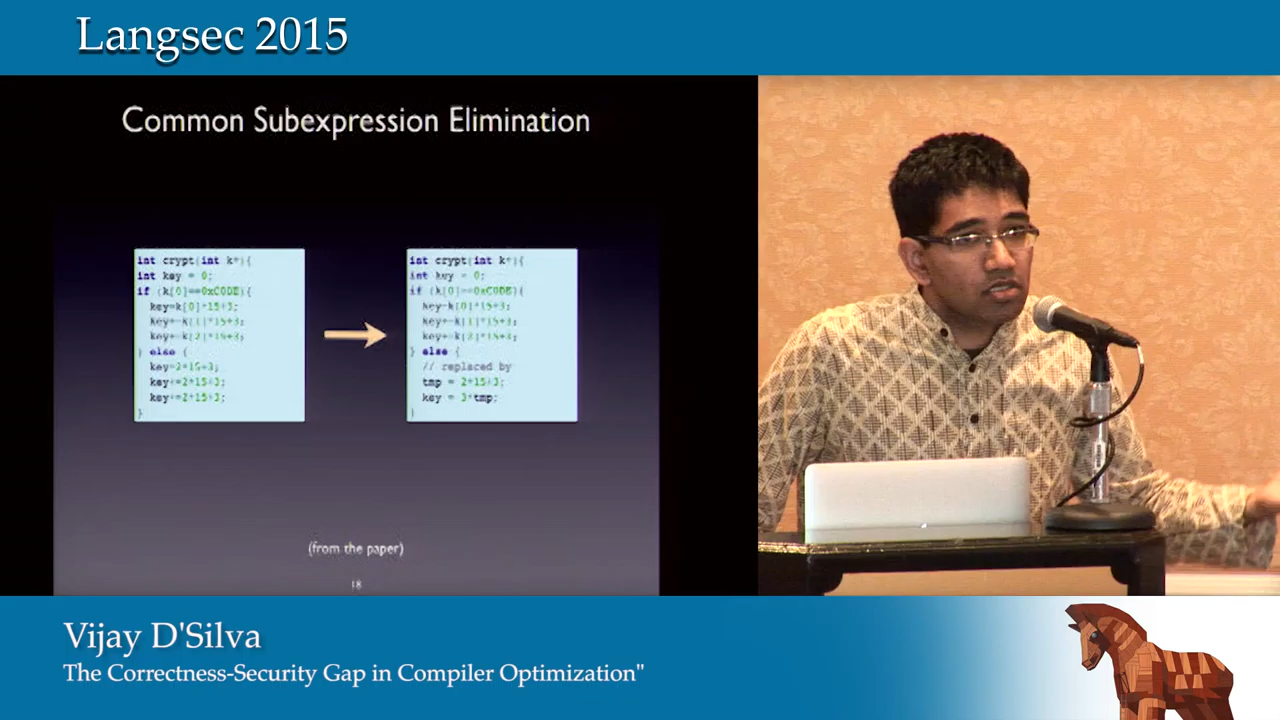 Langsec 2015
Common Subexpression Elimination
int crypt(int k*){
int key = 0;
if (k[0]==0xC0DE){
key=k[0]*15+3;
key+=k[1]*15+3;
key+=k[2]*15+3;
} else {
key=2*15+3;
key+=2*15+3;
key+=2*15+3;
}
int crypt(int k*){
int key = 0;
if (k[0]==0xC0DE){
key=k[0]*15+3;
key+=k[1]*15+3;
key+=k[2]*15+3;
} else {
// replaced by
tmp = 2*15+3;
key = 3*tmp;
}
(from the paper)
18
Vijay D'Silva
The Correctness-Security Gap in Compiler Optimization"